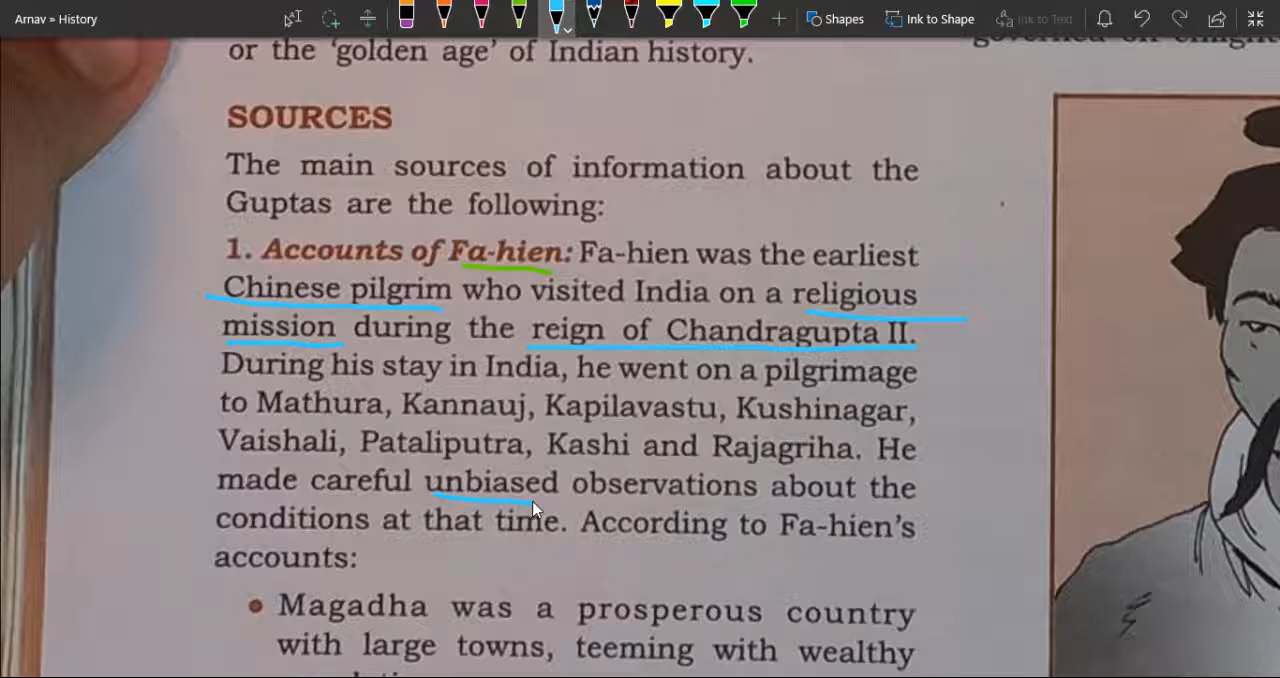 Arnav » History
Shapes
Ink to Shape
Ink to Text
or the ‘golden age’ of Indian history.
SOURCES
The main sources of information about the
Guptas are the following:
1. Accounts of Fa-hien: Fa-hien was the earliest
Chinese pilgrim who visited India on a religious
mission during the reign of Chandragupta II.
During his stay in India, he went on a pilgrimage
to Mathura, Kannauj, Kapilavastu, Kushinagar,
Vaishali, Pataliputra, Kashi and Rajagriha. He
made careful unbiased observations about the
conditions at that time. According to Fa-hien’s
accounts:
• Magadha was a prosperous country
with large towns, teeming with wealthy